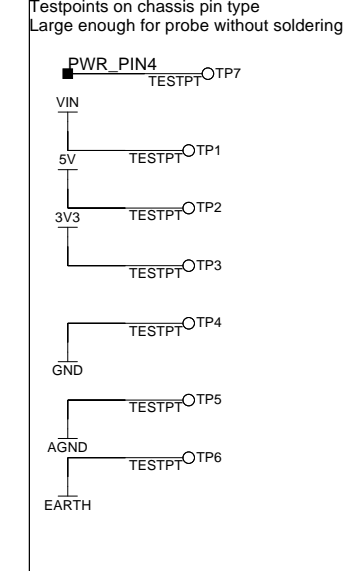 Testpoints on chassis pin type
Large enough for probe without soldering
PWR_PIN4
TESTPT TP7
VIN
TESTPT TP1
5V
TESTPT TP2
3V3
TESTPT TP3
TESTPT TP4
GND
TESTPT TP5
AGND
TESTPT TP6
EARTH